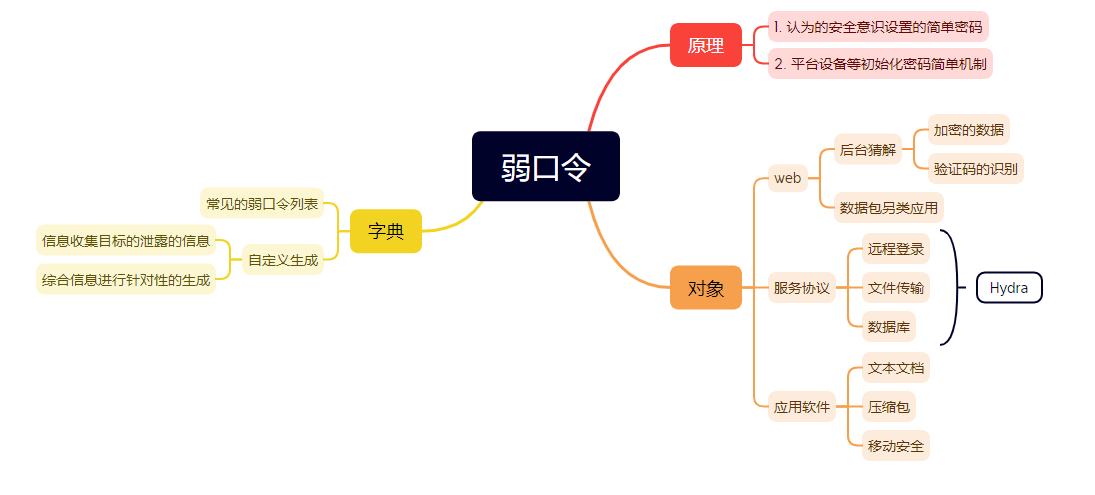 弱口令
原理
1. 认为的安全意识设置的简单密码
2. 平台设备等初始化密码简单机制
对象
web
后台猜解
加密的数据
验证码的识别
数据包另类应用
服务协议
远程登录
文件传输
数据库
Hydra
应用软件
文本文档
压缩包
移动安全
字典
常见的弱口令列表
自定义生成
信息收集目标的泄露的信息
综合信息进行针对性的生成